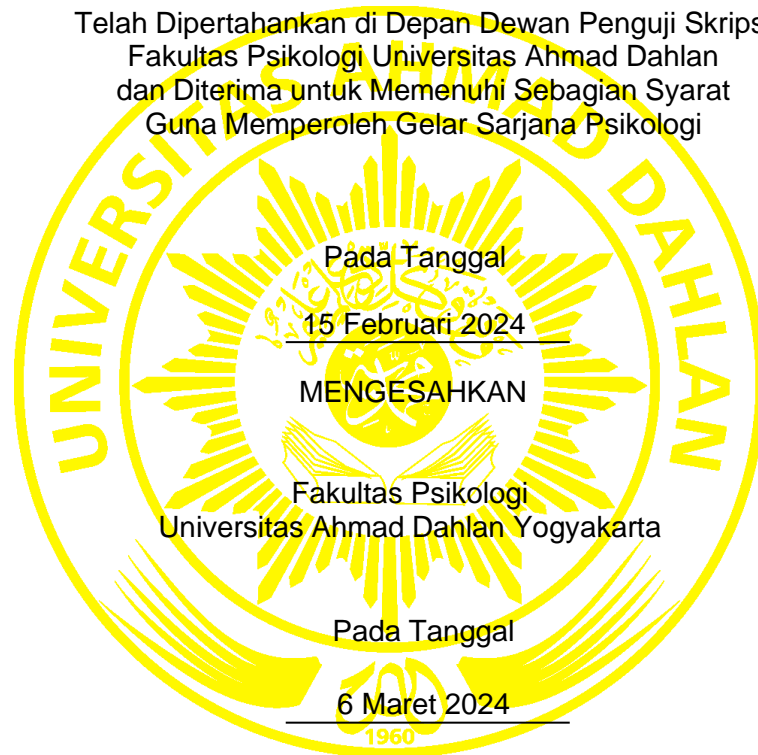 Telah Dipertahankan di Depan Dewan Penguji Skrips
Fakultas Psikologi Universitas Ahmad Dahlan
dan Diterima untuk Memenuhi Sebagian Syarat
Guna Memperoleh Gelar Sarjana Psikologi
UNIVERSITAS AHMAD DAHLAN
Pada Tanggal
15 Februari 2024
MENGESAHKAN
Fakultas Psikologi
Universitas Ahmad Dahlan Yogyakarta
Pada Tanggal
6 Maret 2024
1960